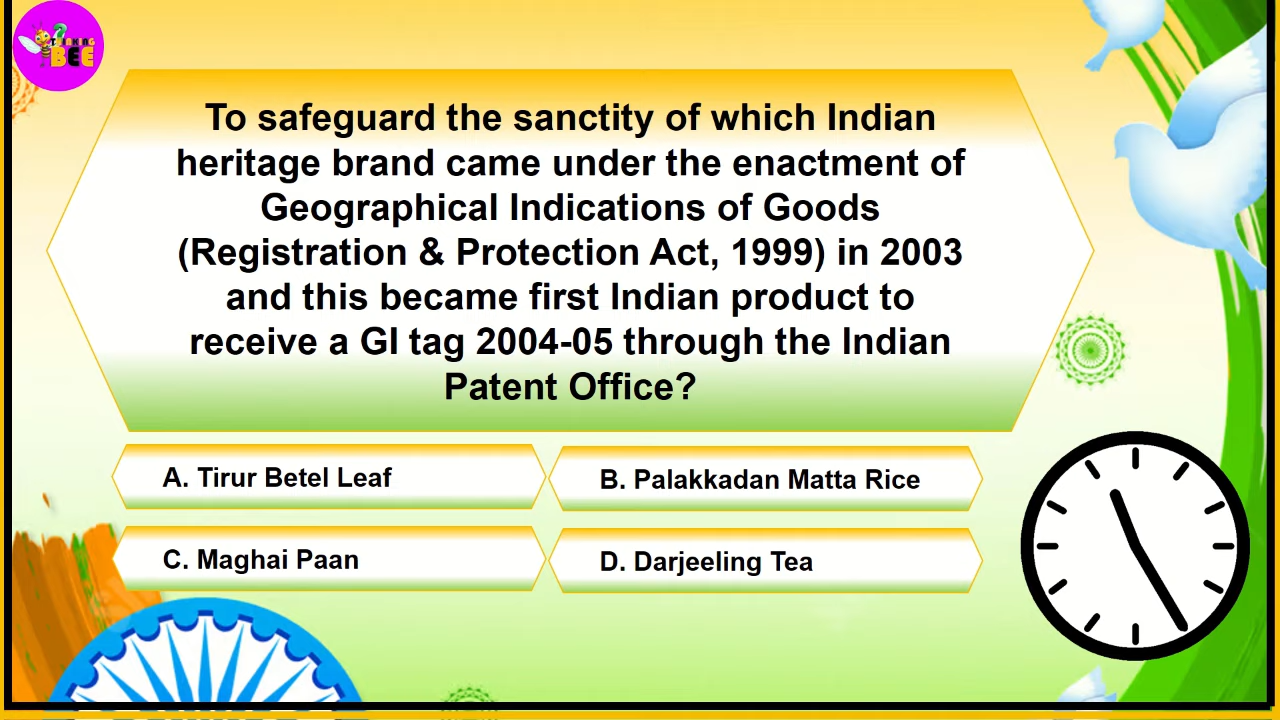 THINKING
BEE
To safeguard the sanctity of which Indian
heritage brand came under the enactment of
Geographical Indications of Goods
(Registration & Protection Act, 1999) in 2003
and this became first Indian product to
receive a GI tag 2004-05 through the Indian
Patent Office?
A. Tirur Betel Leaf
B. Palakkadan Matta Rice
C. Maghai Paan
D. Darjeeling Tea